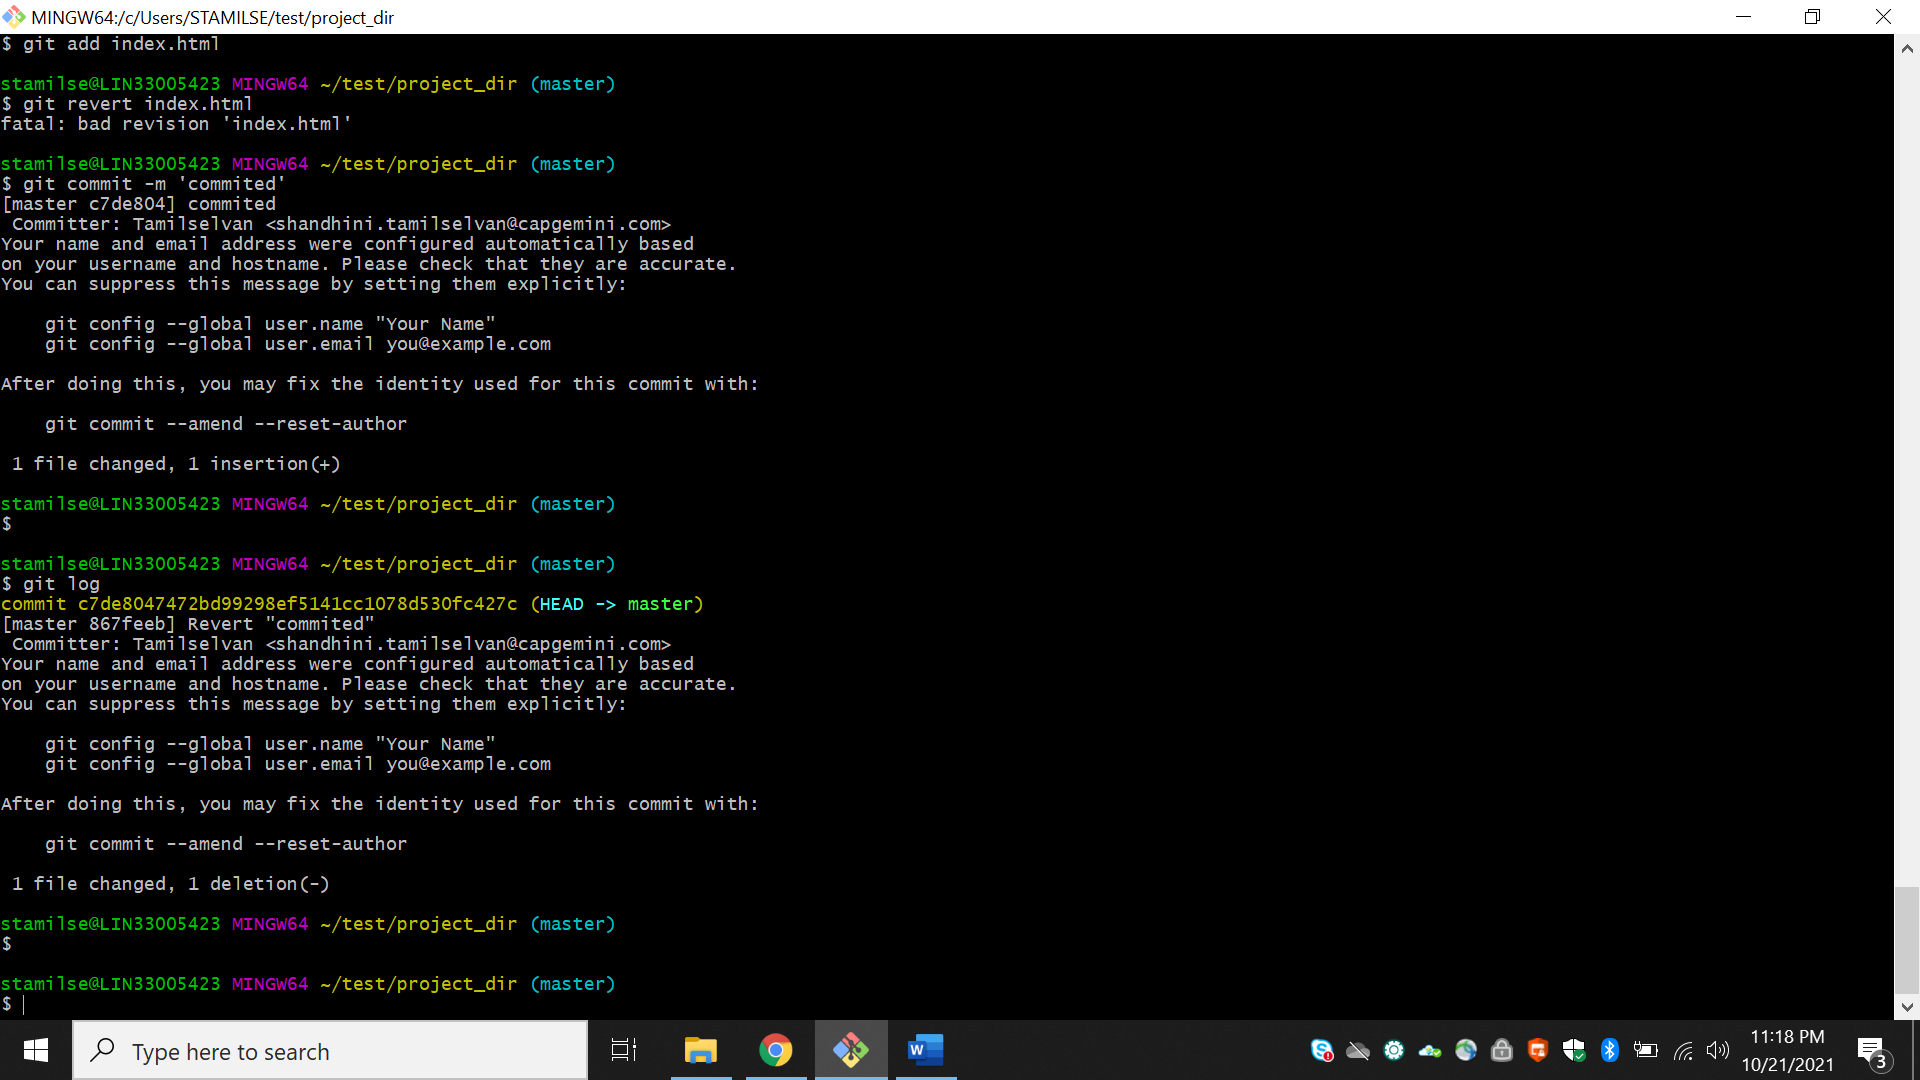 MINGW64:/c/Users/STAMILSE/test/project_dir
$ git add index.html
stamilse@LIN33005423 MINGW64 ~/test/project_dir (master)
$ git revert index.html
fatal: bad revision 'index.html'
stamilse@LIN33005423 MINGW64 ~/test/project_dir (master)
$ git commit -m 'commited'
[master c7de804] commited
Committer: Tamilselvan <shandhini.tamilselvan@capgemini.com>
Your name and email address were configured automatically based
on your username and hostname. Please check that they are accurate.
You can suppress this message by setting them explicitly:
git config --global user.name "Your Name"
git config --global user.email you@example.com
After doing this, you may fix the identity used for this commit with:
git commit --amend --reset-author
1 file changed, 1 insertion(+)
stamilse@LIN33005423 MINGW64 ~/test/project_dir (master)
$
stamilse@LIN33005423 MINGW64 ~/test/project_dir (master)
$ git log
commit c7de8047472bd99298ef5141cc1078d530fc427c (HEAD -> master)
[master 867feeb] Revert "commited"
Committer: Tamilselvan <shandhini.tamilselvan@capgemini.com>
Your name and email address were configured automatically based
on your username and hostname. Please check that they are accurate.
You can suppress this message by setting them explicitly:
git config --global user.name "Your Name"
git config --global user.email you@example.com
After doing this, you may fix the identity used for this commit with:
git commit --amend --reset-author
1 file changed, 1 deletion(-)
stamilse@LIN33005423 MINGW64 ~/test/project_dir (master)
$
stamilse@LIN33005423 MINGW64 ~/test/project_dir (master)
$
Type here to search
W
11:18 PM
10/21/2021
3